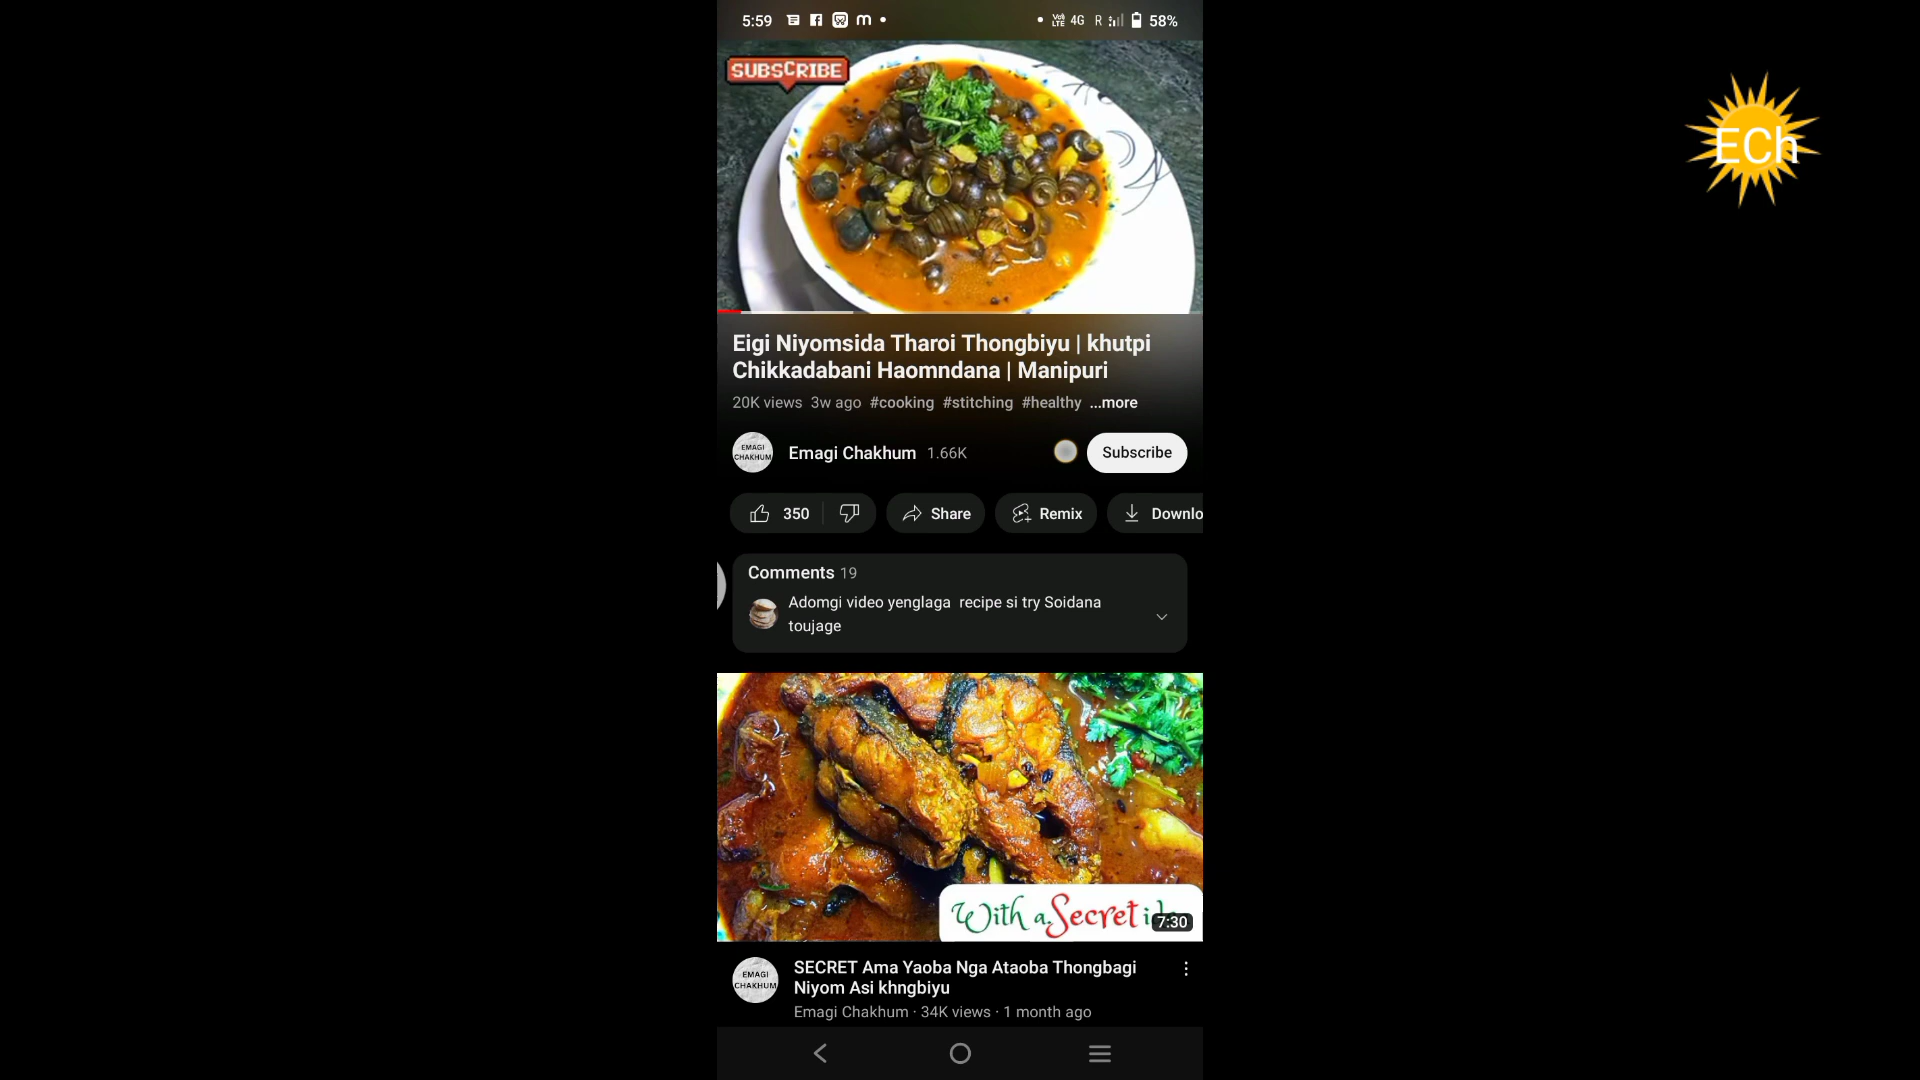 5:59
VoLTE 4G R 58%
SUBSCRIBE
ECh
Eigi Niyomsida Tharoi Thongbiyu | khutpi
Chikkadabani Haomndana | Manipuri
20K views 3w ago #cooking #stitching #healthy ...more
EMAGI
CHAKHUM
Emagi Chakhum 1.66K
Subscribe
350 Share Remix Downlo
Comments 19
Adomgi video yenglaga recipe si try Soidana
toujage
With a Secret i
7:30
EMAGI
CHAKHUM
SECRET Ama Yaoba Nga Ataoba Thongbagi
Niyom Asi khngbiyu
Emagi Chakhum · 34K views · 1 month ago